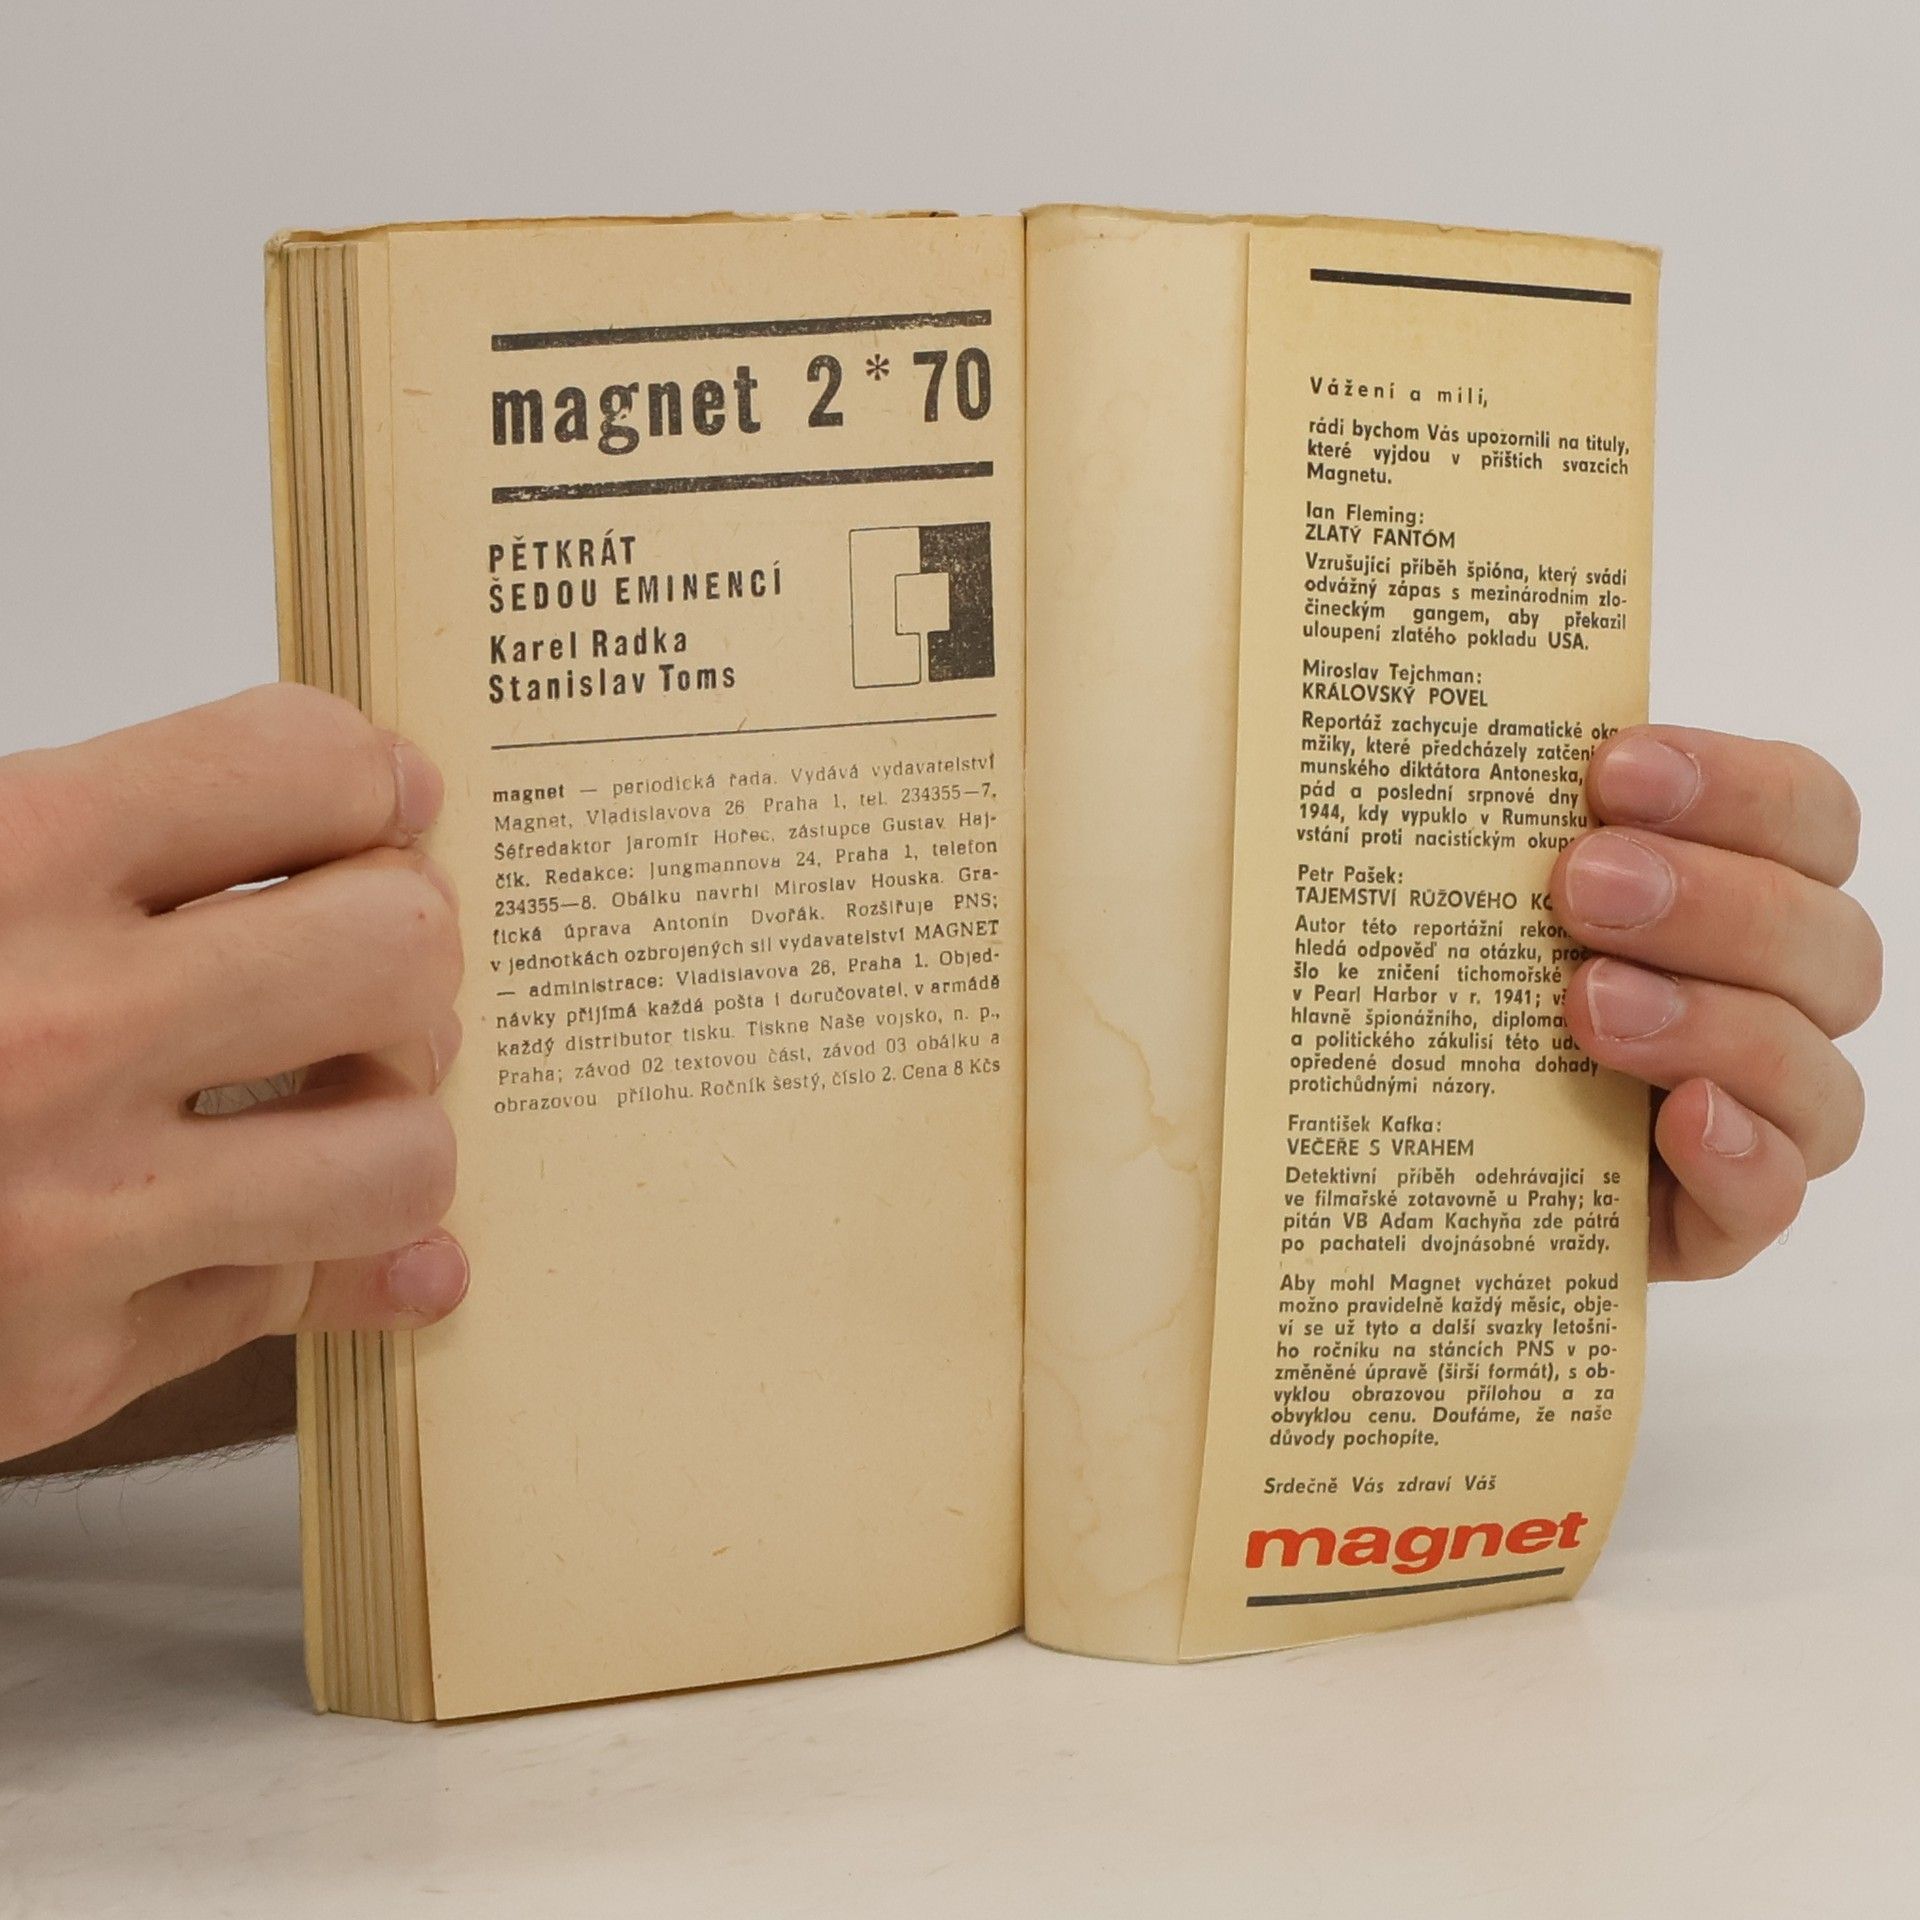 magnet 2 * 70
PĚTKRÁT
ŠEDOU EMINENCÍ
Karel Radka
Stanislav Toms
magnet — periodická řada. Vydává vydavatelství
Magnet, Vladislavova 26 Praha 1, tel. 234355—7.
Šéfredaktor Jaromír Hořec, zástupce Gustav Haj-
čík. Redakce: Jungmannova 24, Praha 1, telefon
234355—8. Obálku navrhl Miroslav Houska. Gra-
fická úprava Antonín Dvořák. Rozšiřuje PNS;
v jednotkách ozbrojených sil vydavatelství MAGNET
— administrace: Vladislavova 26, Praha 1. Objed-
návky přijímá každá pošta i doručovatel, v armádě
každý distributor tisku. Tiskne Naše vojsko, n. p.,
Praha; závod 02 textovou část, závod 03 obálku a
obrazovou přílohu. Ročník šestý, číslo 2. Cena 8 Kčs
Vážení a milí,
rádi bychom Vás upozornili na tituly,
které vyjdou v příštích svazcích
Magnetu.
Ian Fleming:
ZLATÝ FANTÓM
Vzrušující příběh špióna, který svádí
odvážný zápas s mezinárodním zlo-
čineckým gangem, aby překazil
uloupení zlatého pokladu USA.
Miroslav Tejchman:
KRÁLOVSKÝ POVEL
Reportáž zachycuje dramatické oka
mžiky, které předcházely zatčení
munského diktátora Antoneska,
pád a poslední srpnové dny
1944, kdy vypuklo v Rumunsku
vstání proti nacistickým okup
Petr Pašek:
TAJEMSTVÍ RŮŽOVÉHO
Autor této reportážní rekon
hledá odpověď na otázku, proč
šlo ke zničení tichomořské
v Pearl Harbor v r. 1941;
hlavně špionážního, diploma
a politického zákulisí této
opředené dosud mnoha dohady
protichůdnými názory.
František Kafka:
VEČEŘE S VRAHEM
Detektivní příběh odehrávající se
ve filmařské zotavovně u Prahy; ka-
pitán VB Adam Kachyňa zde pátrá
po pachateli dvojnásobné vraždy.
Aby mohl Magnet vycházet pokud
možno pravidelně každý měsíc, obje-
ví se už tyto a další svazky letošní-
ho ročníku na stáncích PNS v po-
změněné úpravě (širší formát), s ob-
vyklou obrazovou přílohou a za
obvyklou cenu. Doufáme, že naše
důvody pochopíte.
Srdečně Vás zdraví Váš
magnet